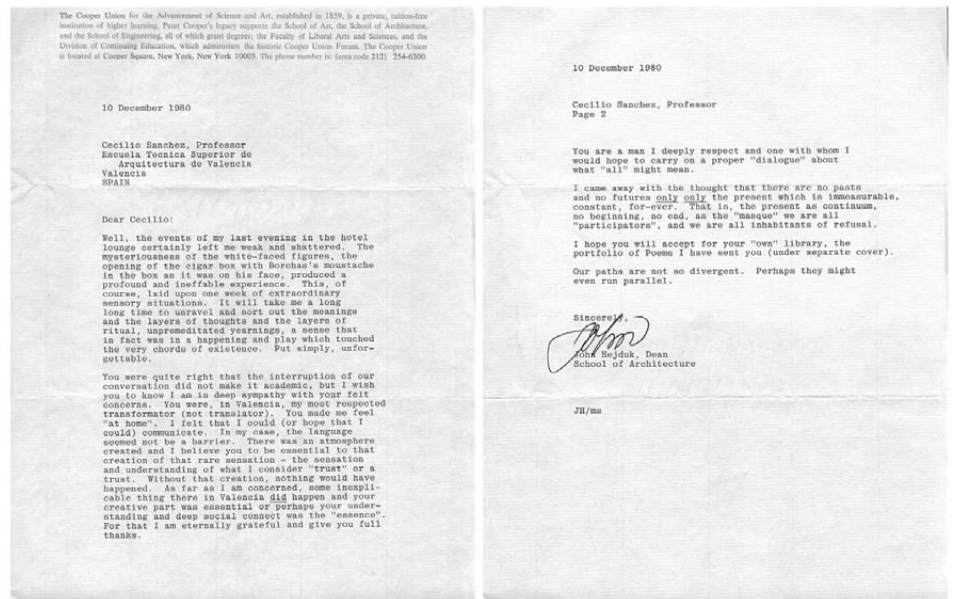 The Cooper Union for the Advancement of Science and Art, established in 1859, is a private, tuition-free
institution of higher learning. Peter Cooper's legacy supports the School of Art, the School of Architecture,
and the School of Engineering, all of which grant degrees; the Faculty of Liberal Arts and Sciences, and the
Division of Continuing Education, which administers the historic Cooper Union Forum. The Cooper Union
is located at Cooper Square, New York, New York 10003. The phone number is: [area code 212] 254-6300.
10 December 1980
Cecilio Sanchez, Professor
Escuela Tecnica Superior de
Arquitectura de Valencia
Valencia
SPAIN
Dear Cecilio:
Well, the events of my last evening in the hotel
lounge certainly left me weak and shattered. The
mysteriousness of the white-faced figures, the
opening of the cigar box with Borchas's moustache
in the box as it was on his face, produced a
profound and ineffable experience. This, of
course, laid upon one week of extraordinary
sensory situations. It will take me a long
long time to unravel and sort out the meanings
and the layers of thoughts and the layers of
ritual, unpremeditated yearnings, a sense that
in fact was in a happening and play which touched
the very chords of existence. Put simply, unfor-
gettable.
You were quite right that the interruption of our
conversation did not make it academic, but I wish
you to know I am in deep sympathy with your felt
concerns. You were, in Valencia, my most respected
transformator (not translator). You made me feel
"at home". I felt that I could (or hope that I
could) communicate. In my case, the language
seemed not be a barrier. There was an atmosphere
created and I believe you to be essential to that
creation of that rare sensation - the sensation
and understanding of what I consider "trust" or a
trust. Without that creation, nothing would have
happened. As far as I am concerned, some inexpli-
cable thing there in Valencia did happen and your
creative part was essential or perhaps your under-
standing and deep social connect was the "essence".
For that I am eternally grateful and give you full
thanks.
10 December 1980
Cecilio Sanchez, Professor
Page 2
You are a man I deeply respect and one with whom I
would hope to carry on a proper "dialogue" about
what "all" might mean.
I came away with the thought that there are no pasts
and no futures only only the present which is immeasurable,
constant, for-ever. That is, the present as continuum,
no beginning, no end, as the "masque" we are all
"participators", and we are all inhabitants of refusal.
I hope you will accept for your "own" library, the
portfolio of Poems I have sent you (under separate cover).
Our paths are not so divergent. Perhaps they might
even run parallel.
Sincerely,
John
John Hejduk, Dean
School of Architecture
JH/ms